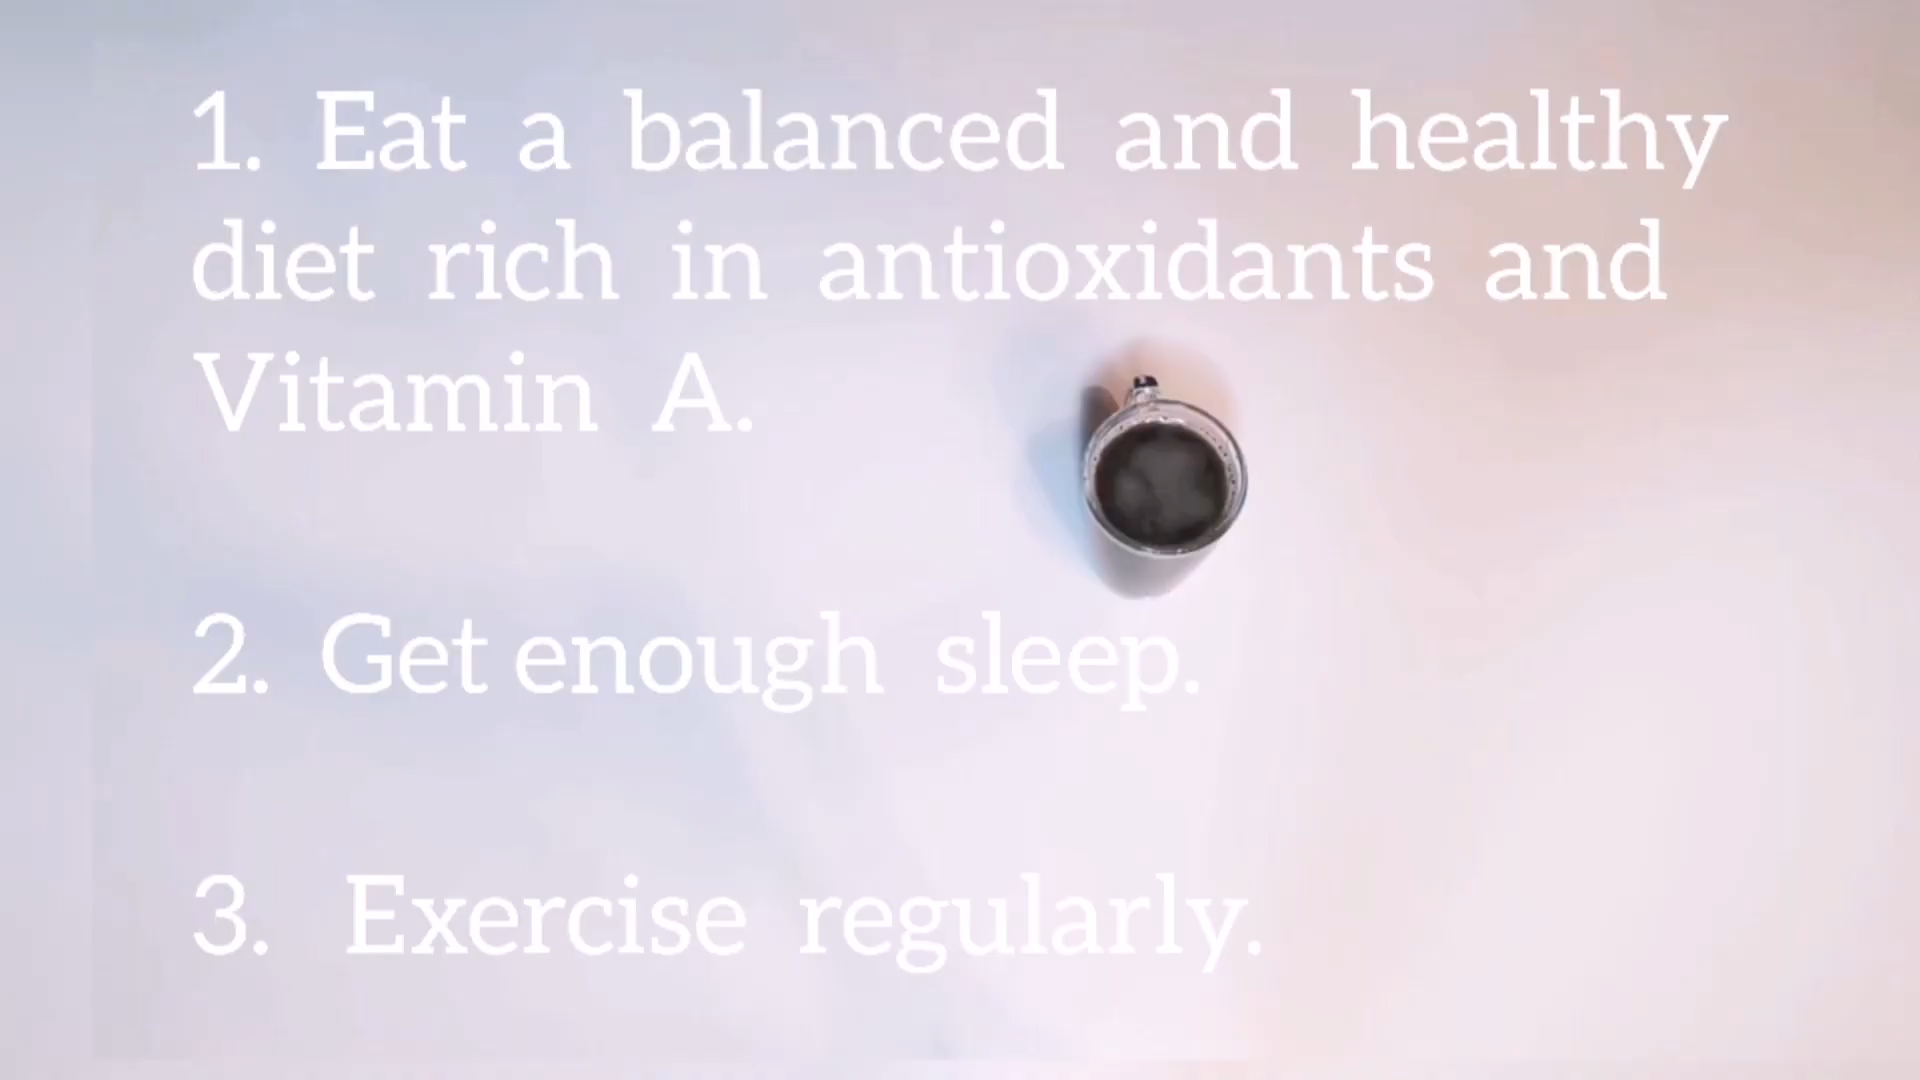 1. Eat a balanced and healthy
diet rich in antioxidants and
Vitamin A.
2. Get enough sleep.
3. Exercise regularly.